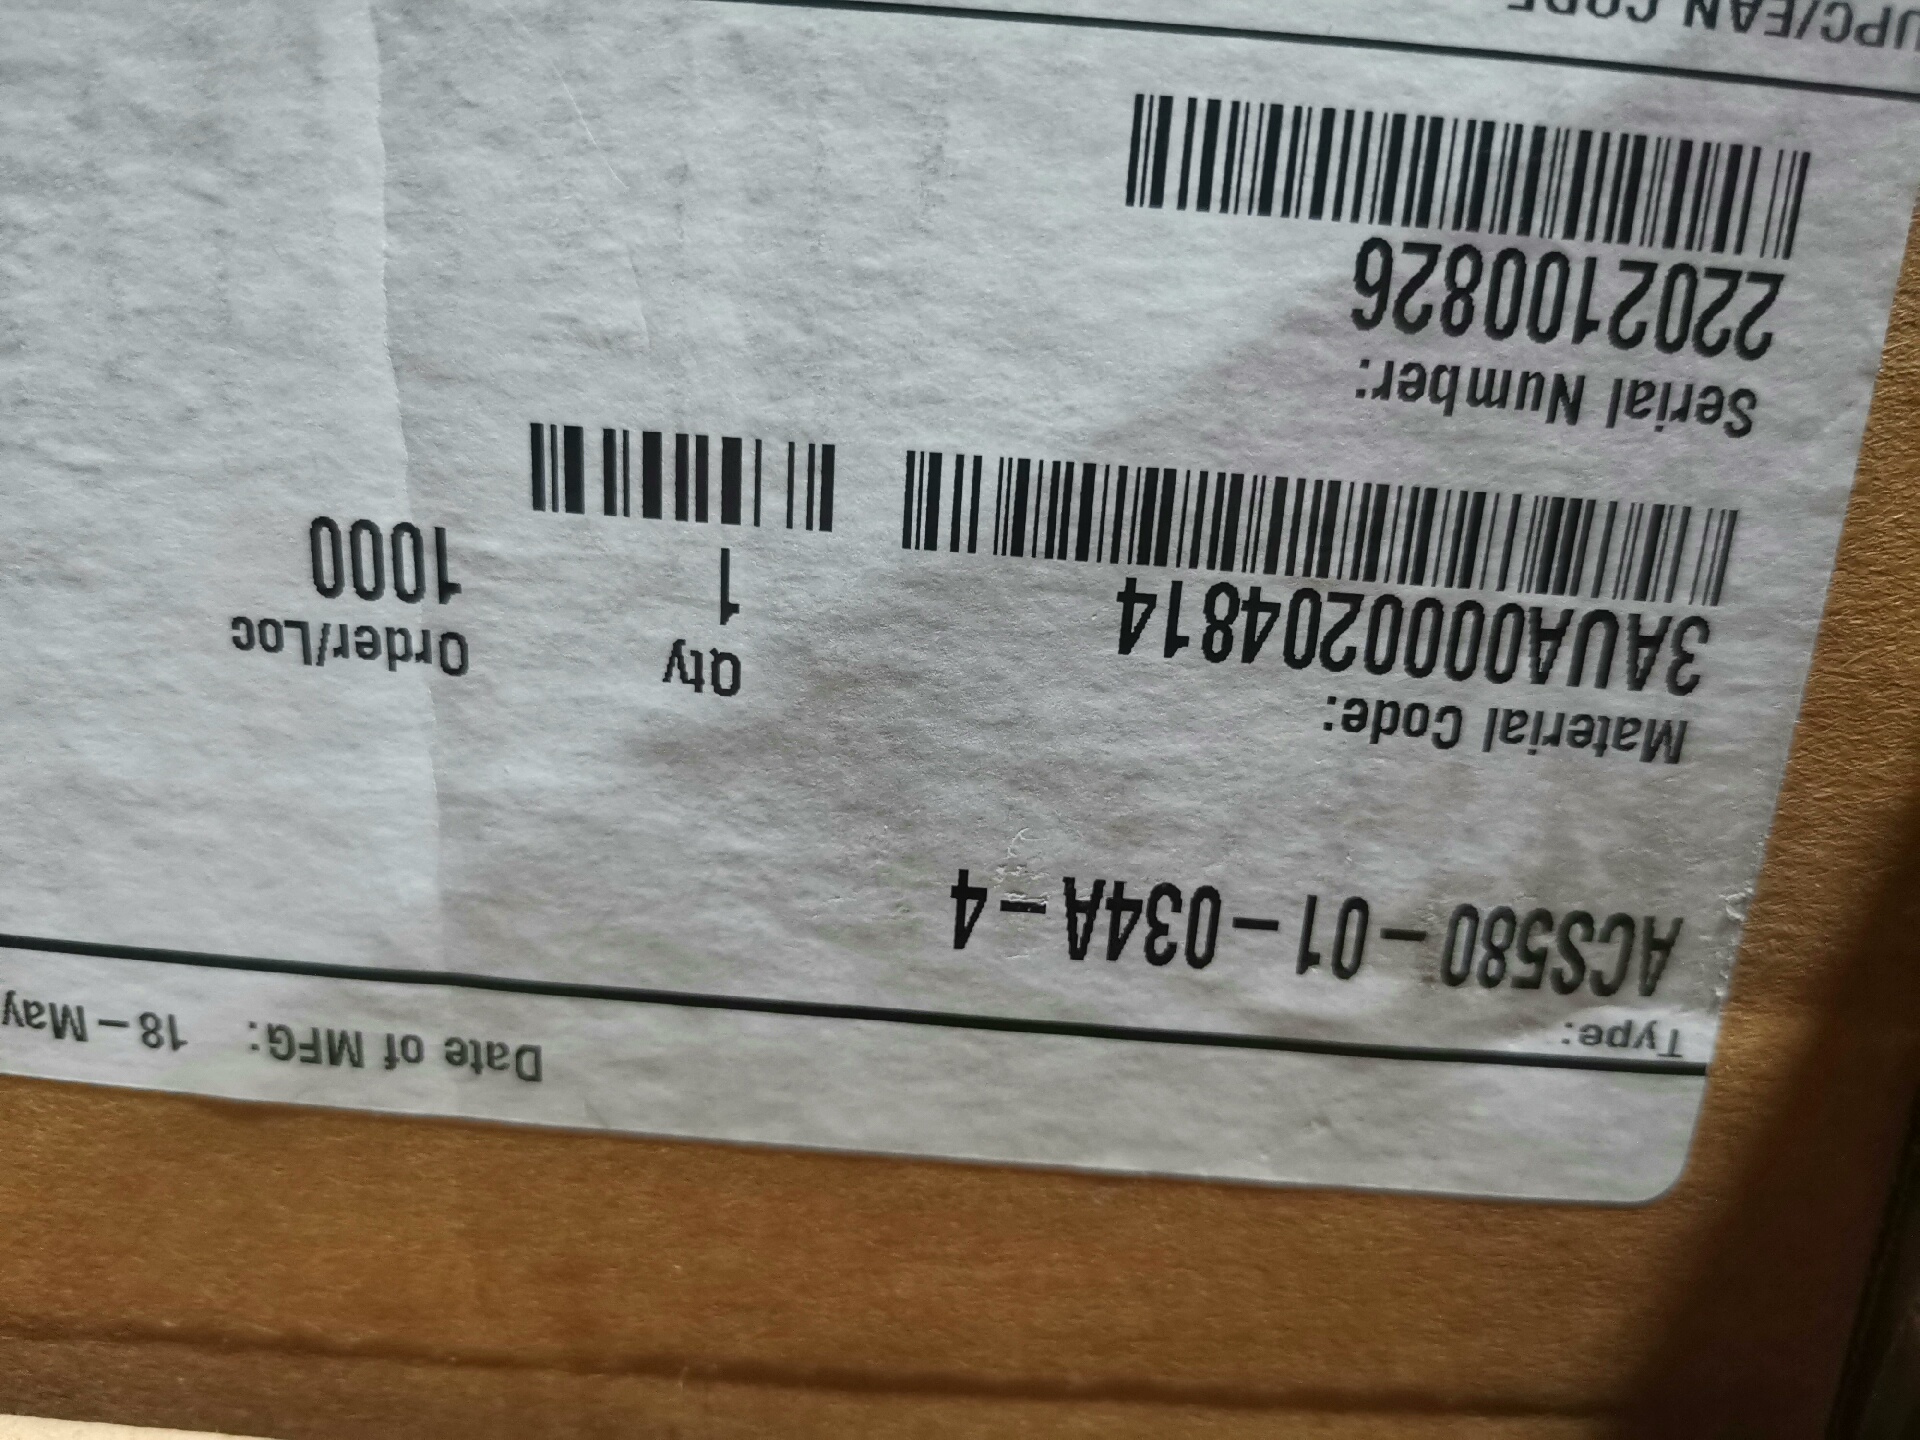 Date of MFG: 18-May
Type:
ACS580-01-034A-4
Material Code:
3AUA0000204814
Qty
1
Order/Loc
1000
Serial Number:
2202100826
UPC/EAN CODE